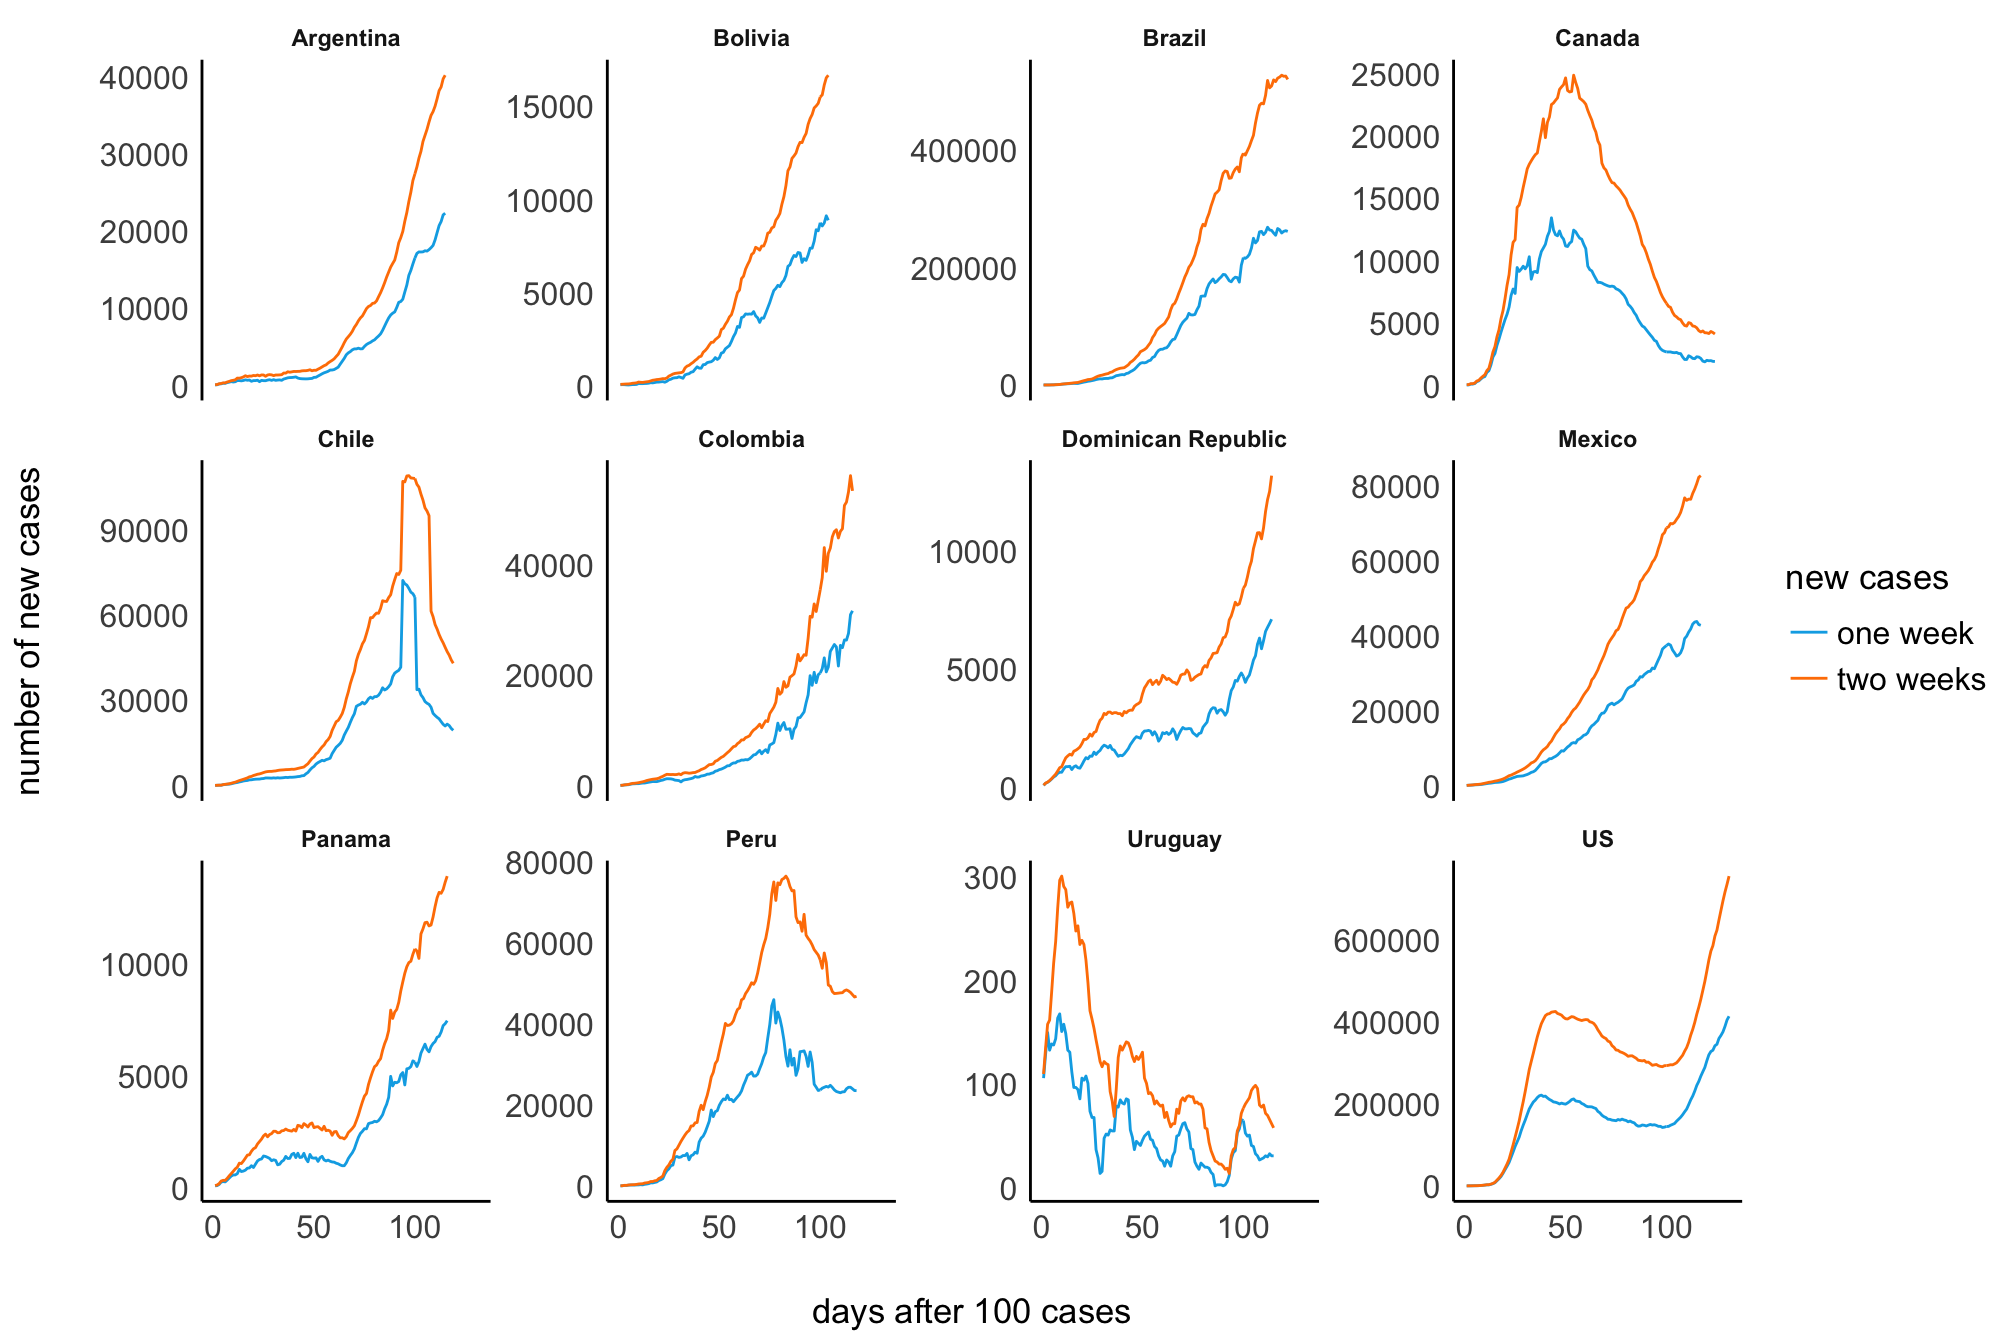 Argentina
Bolivia
Brazil
Canada
40000
30000
20000
10000
0
15000
10000
5000
0
400000
200000
0
25000
20000
15000
10000
5000
0
Chile
Colombia
Dominican Republic
Mexico
90000
60000
30000
0
40000
20000
0
10000
5000
0
80000
60000
40000
20000
0
Panama
Peru
Uruguay
US
10000
5000
0
80000
60000
40000
20000
0
300
200
100
0
600000
400000
200000
0
0 50 100
0 50 100
0 50 100
0 50 100
number of new cases
days after 100 cases
new cases
one week
two weeks